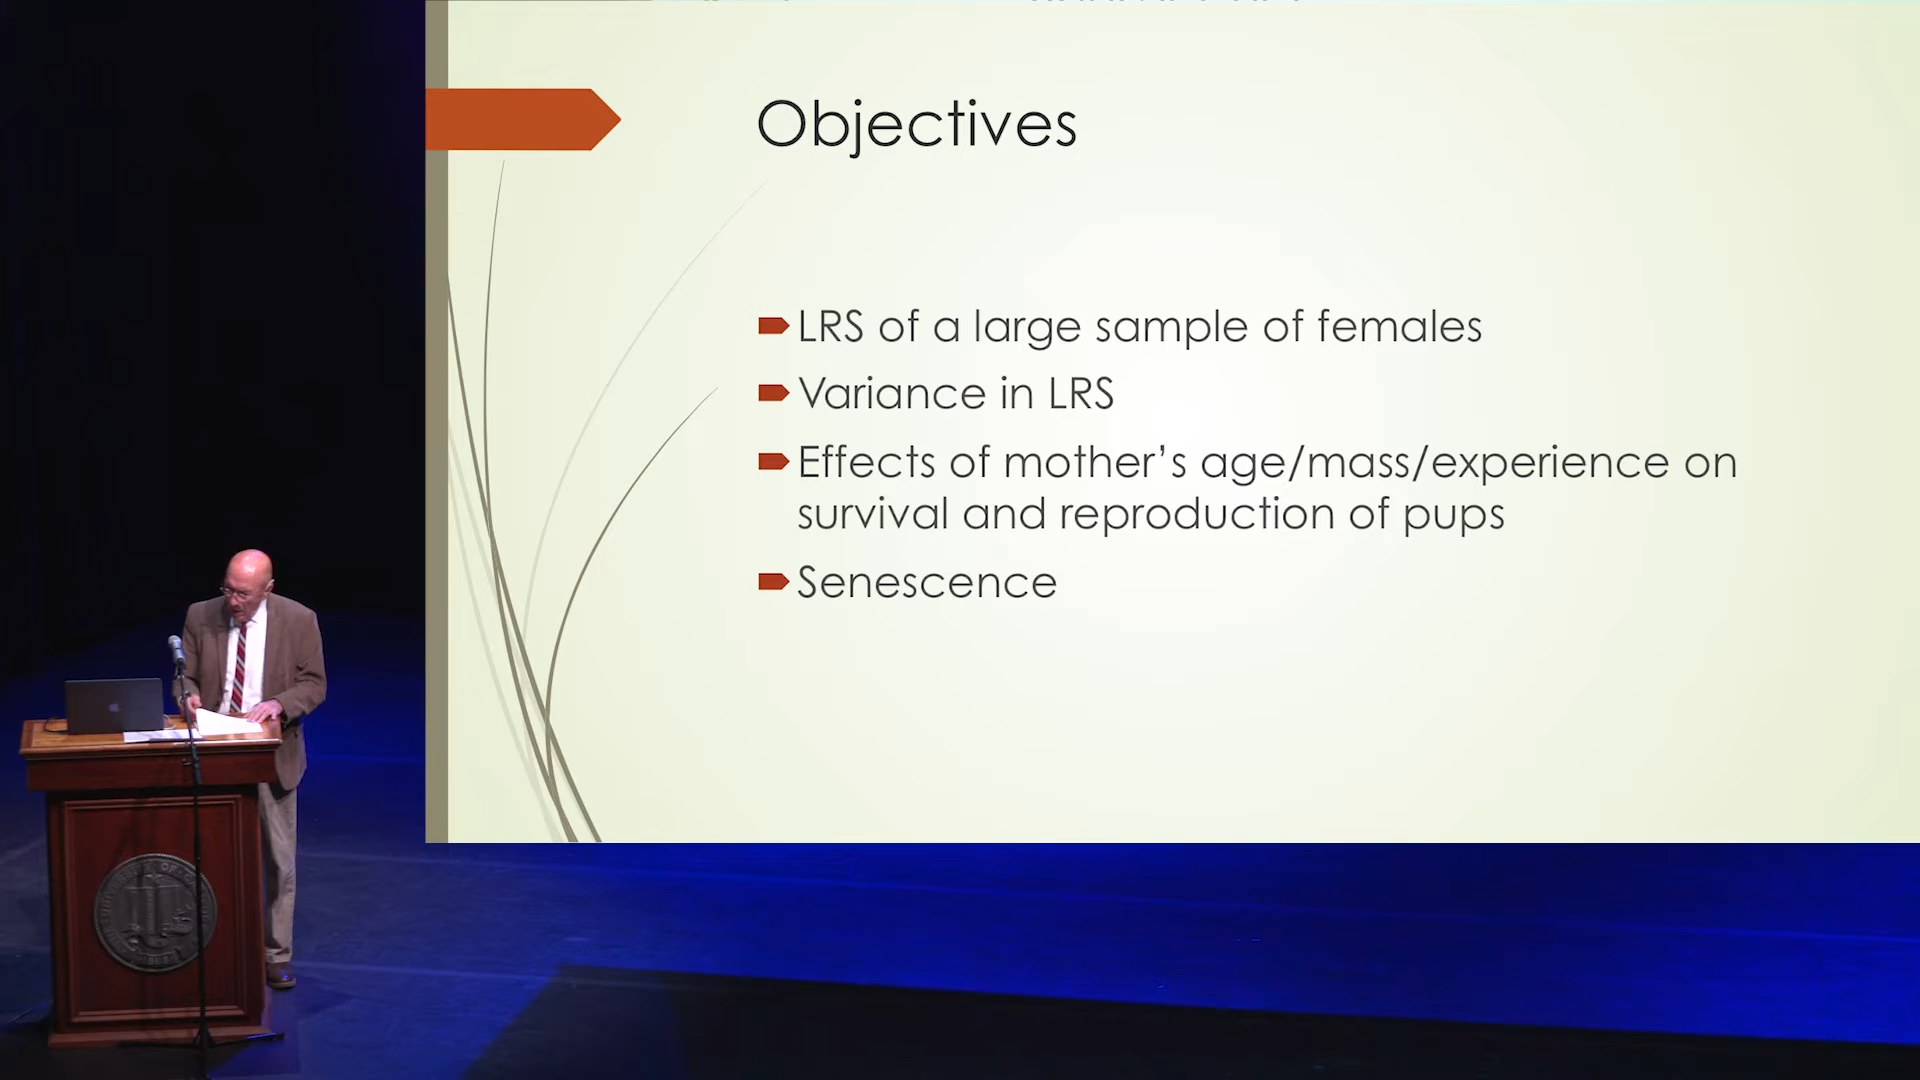 Objectives
LRS of a large sample of females
Variance in LRS
Effects of mother's age/mass/experience on
survival and reproduction of pups
Senescence